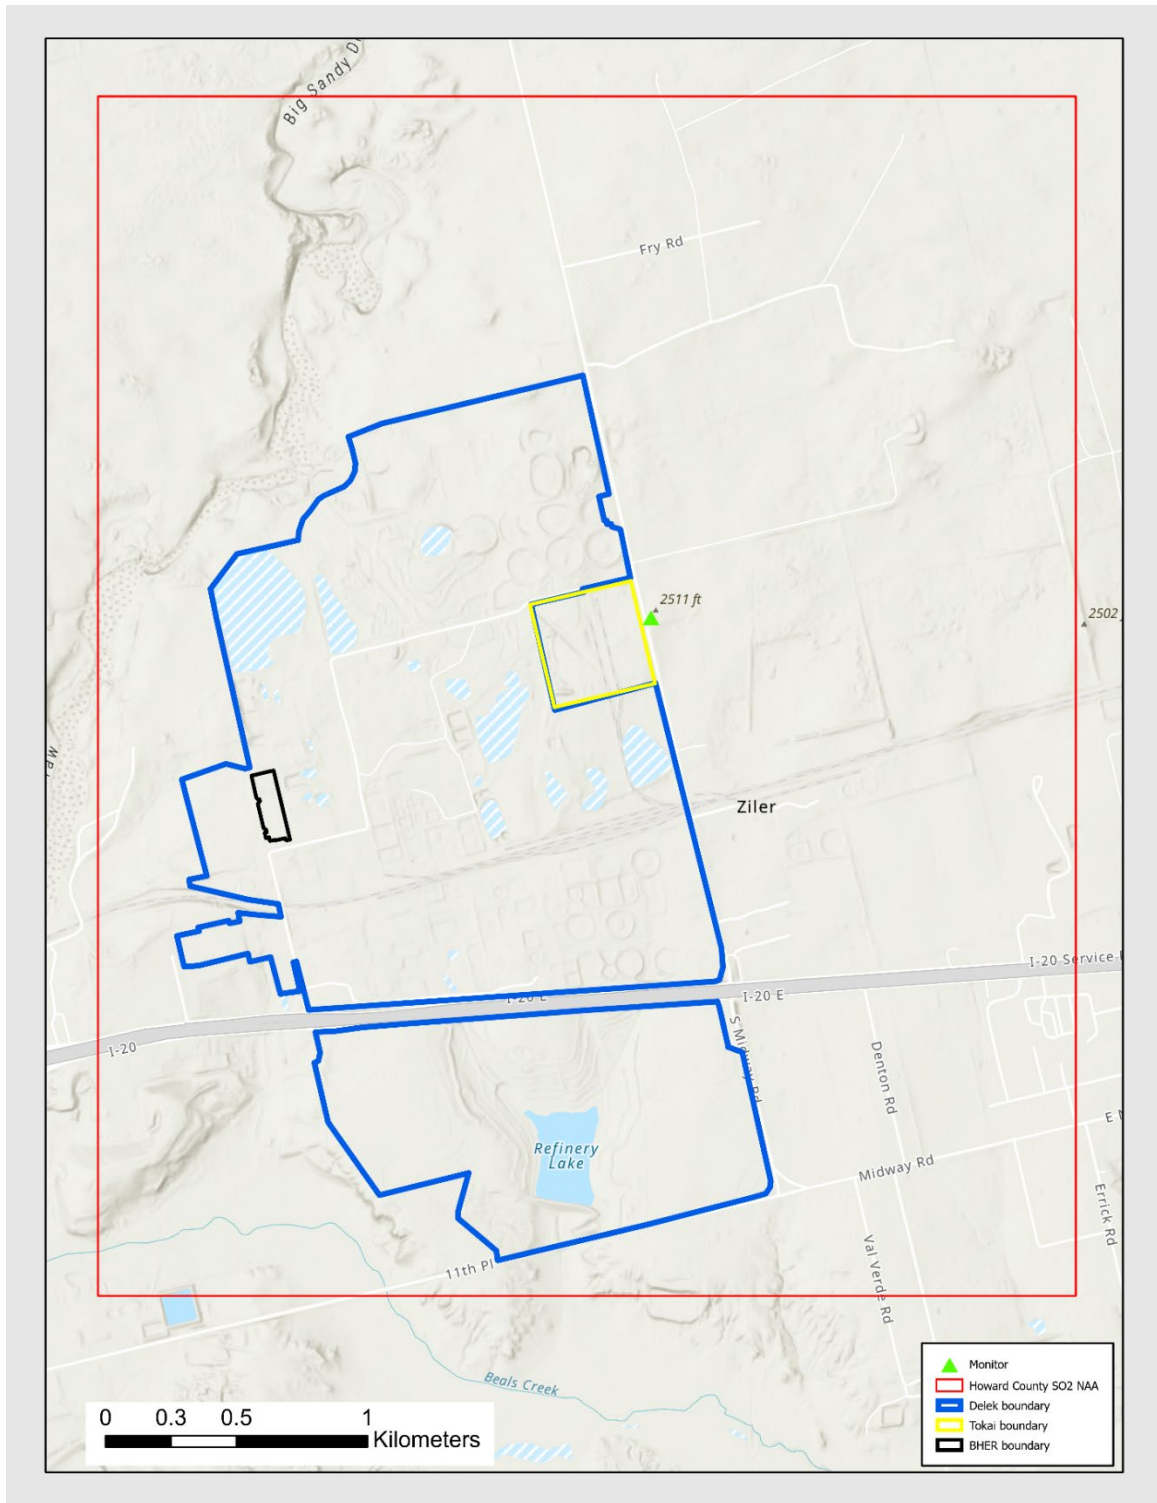 Big Sandy D
Fry Rd
2511 ft
2502
raw
Ziler
I-20 Service
I-20 E
I-20 E
I-20
S Midway Rd
Denton Rd
E
Refinery
Lake
Midway Rd
Errick Rd
Val Verde Rd
11th Pl
Beals Creek
Monitor
Howard County SO2 NAA
Delek boundary
Tokai boundary
BHER boundary
0 0.3 0.5 1
Kilometers